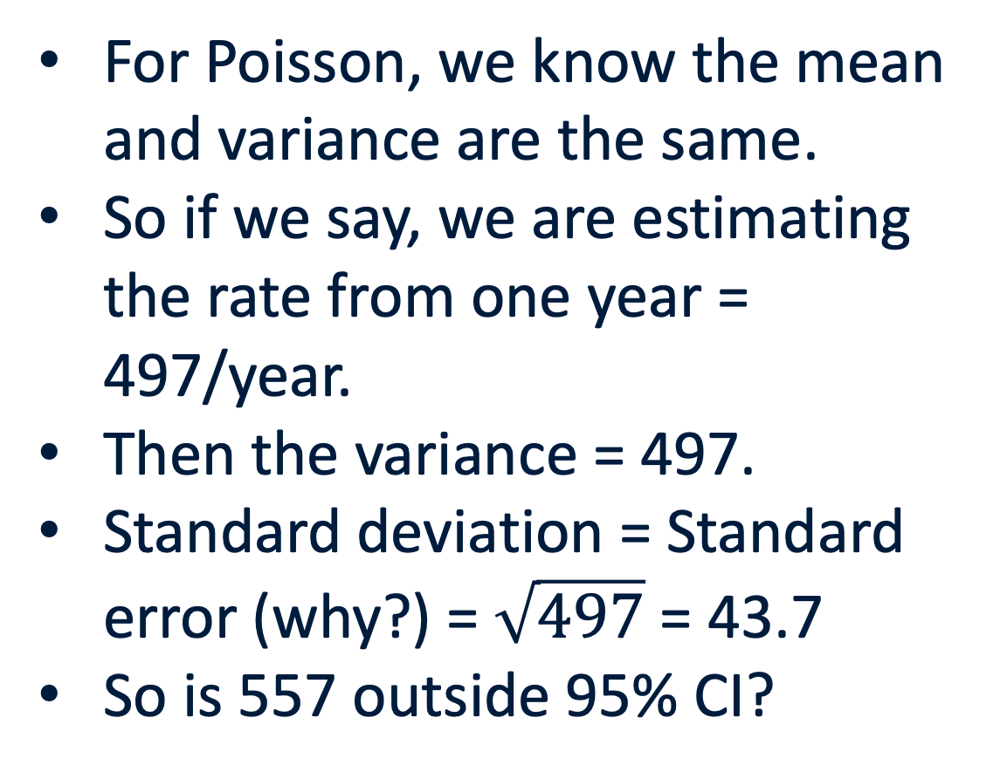 • For Poisson, we know the mean
and variance are the same.
• So if we say, we are estimating
the rate from one year =
497/year.
• Then the variance = 497.
• Standard deviation = Standard
error (why?) = √497 = 43.7
• So is 557 outside 95% CI?